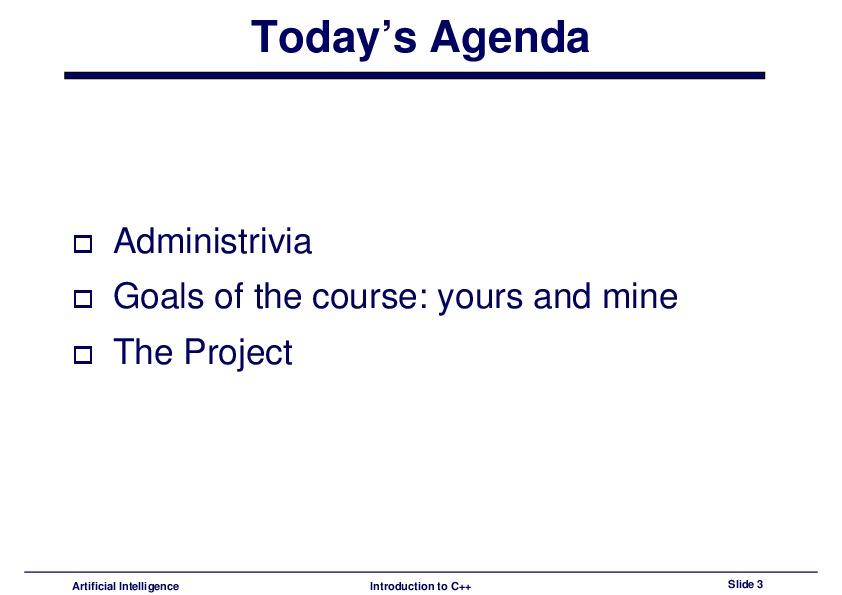 Today’s Agenda
Administrivia
Goals of the course: yours and mine
The Project
Artificial Intelligence
Introduction to C++
Slide 3